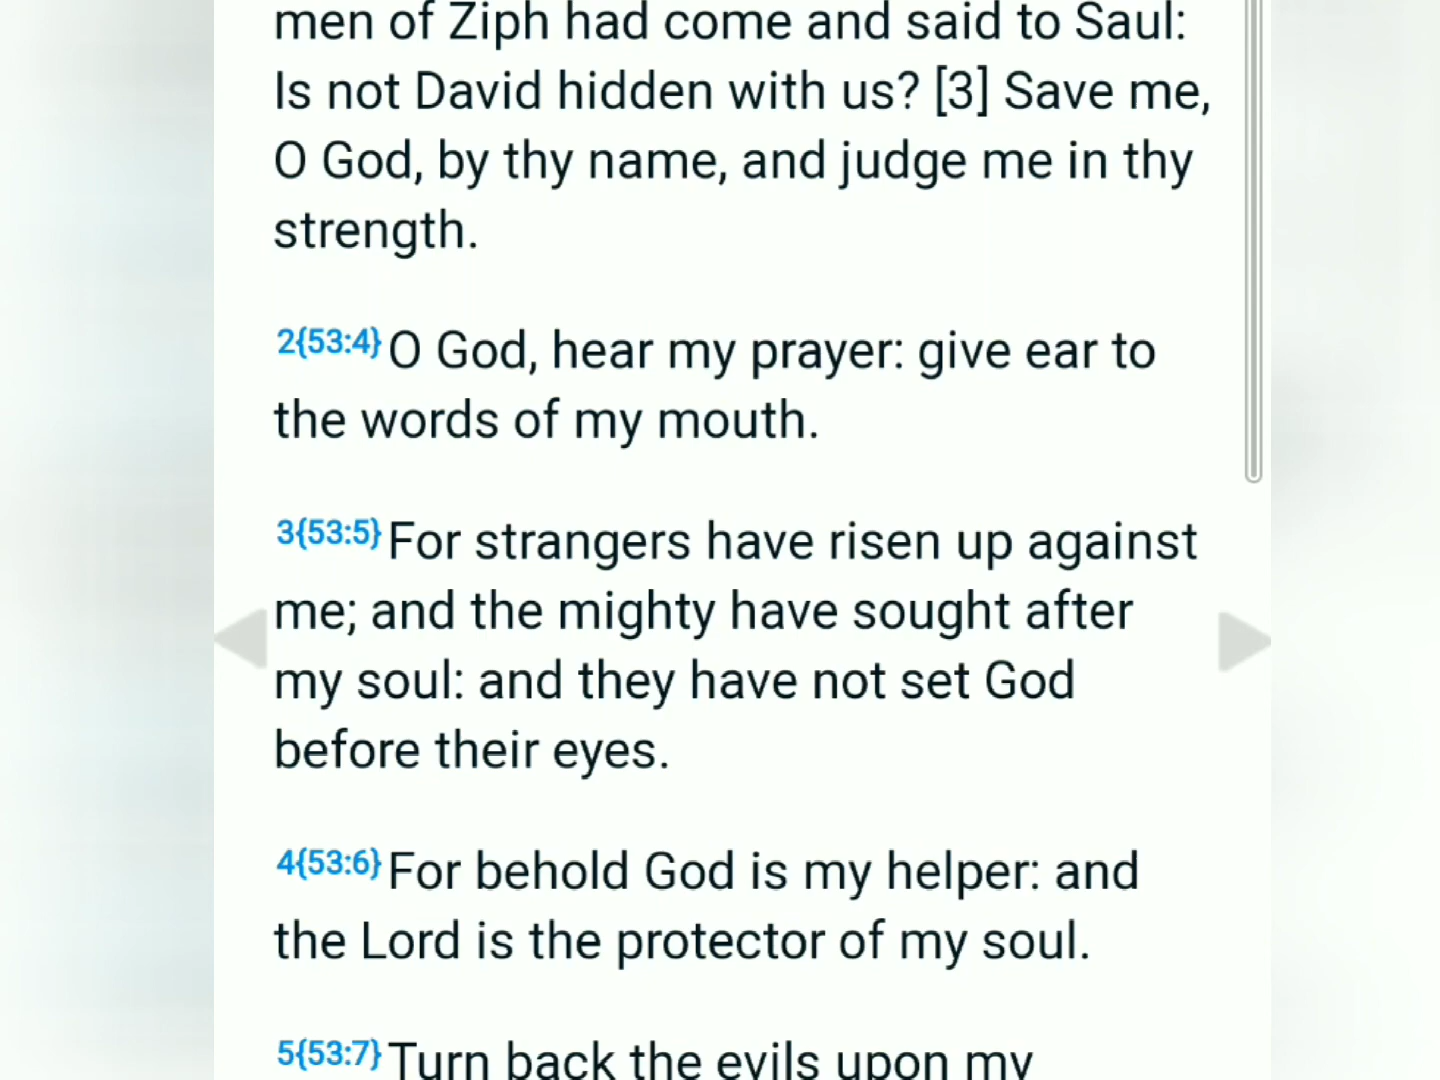 men of Ziph had come and said to Saul:
Is not David hidden with us? [3] Save me,
O God, by thy name, and judge me in thy
strength.
2{53:4} O God, hear my prayer: give ear to
the words of my mouth.
3{53:5} For strangers have risen up against
me; and the mighty have sought after
my soul: and they have not set God
before their eyes.
4{53:6} For behold God is my helper: and
the Lord is the protector of my soul.
5{53:7} Turn back the evils upon my